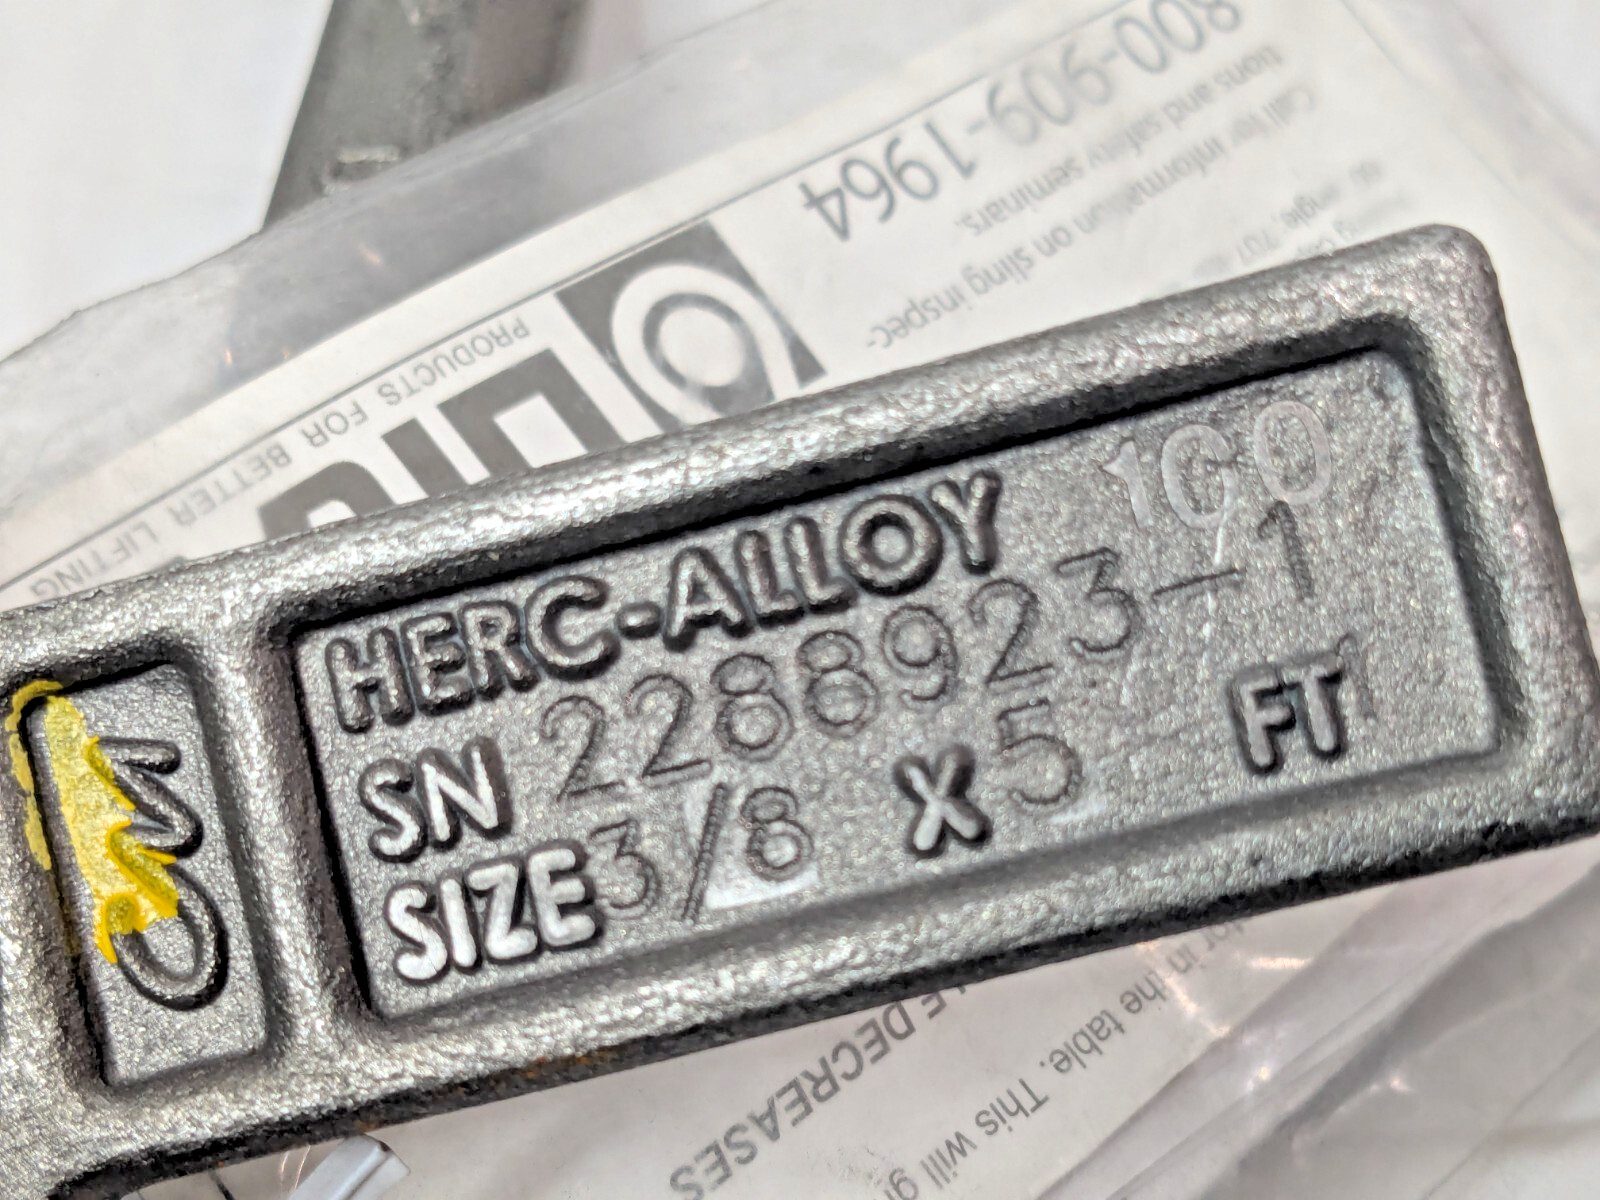 HERC-ALLOY 100
SN 2288923-1
SIZE 3/8 X 5 FT
CM
800-909-1964
Call for information on sling inspec-
tions and safety seminars.
PRODUCTS FOR BETTER LIFTING
DECREASES
in the table. This will